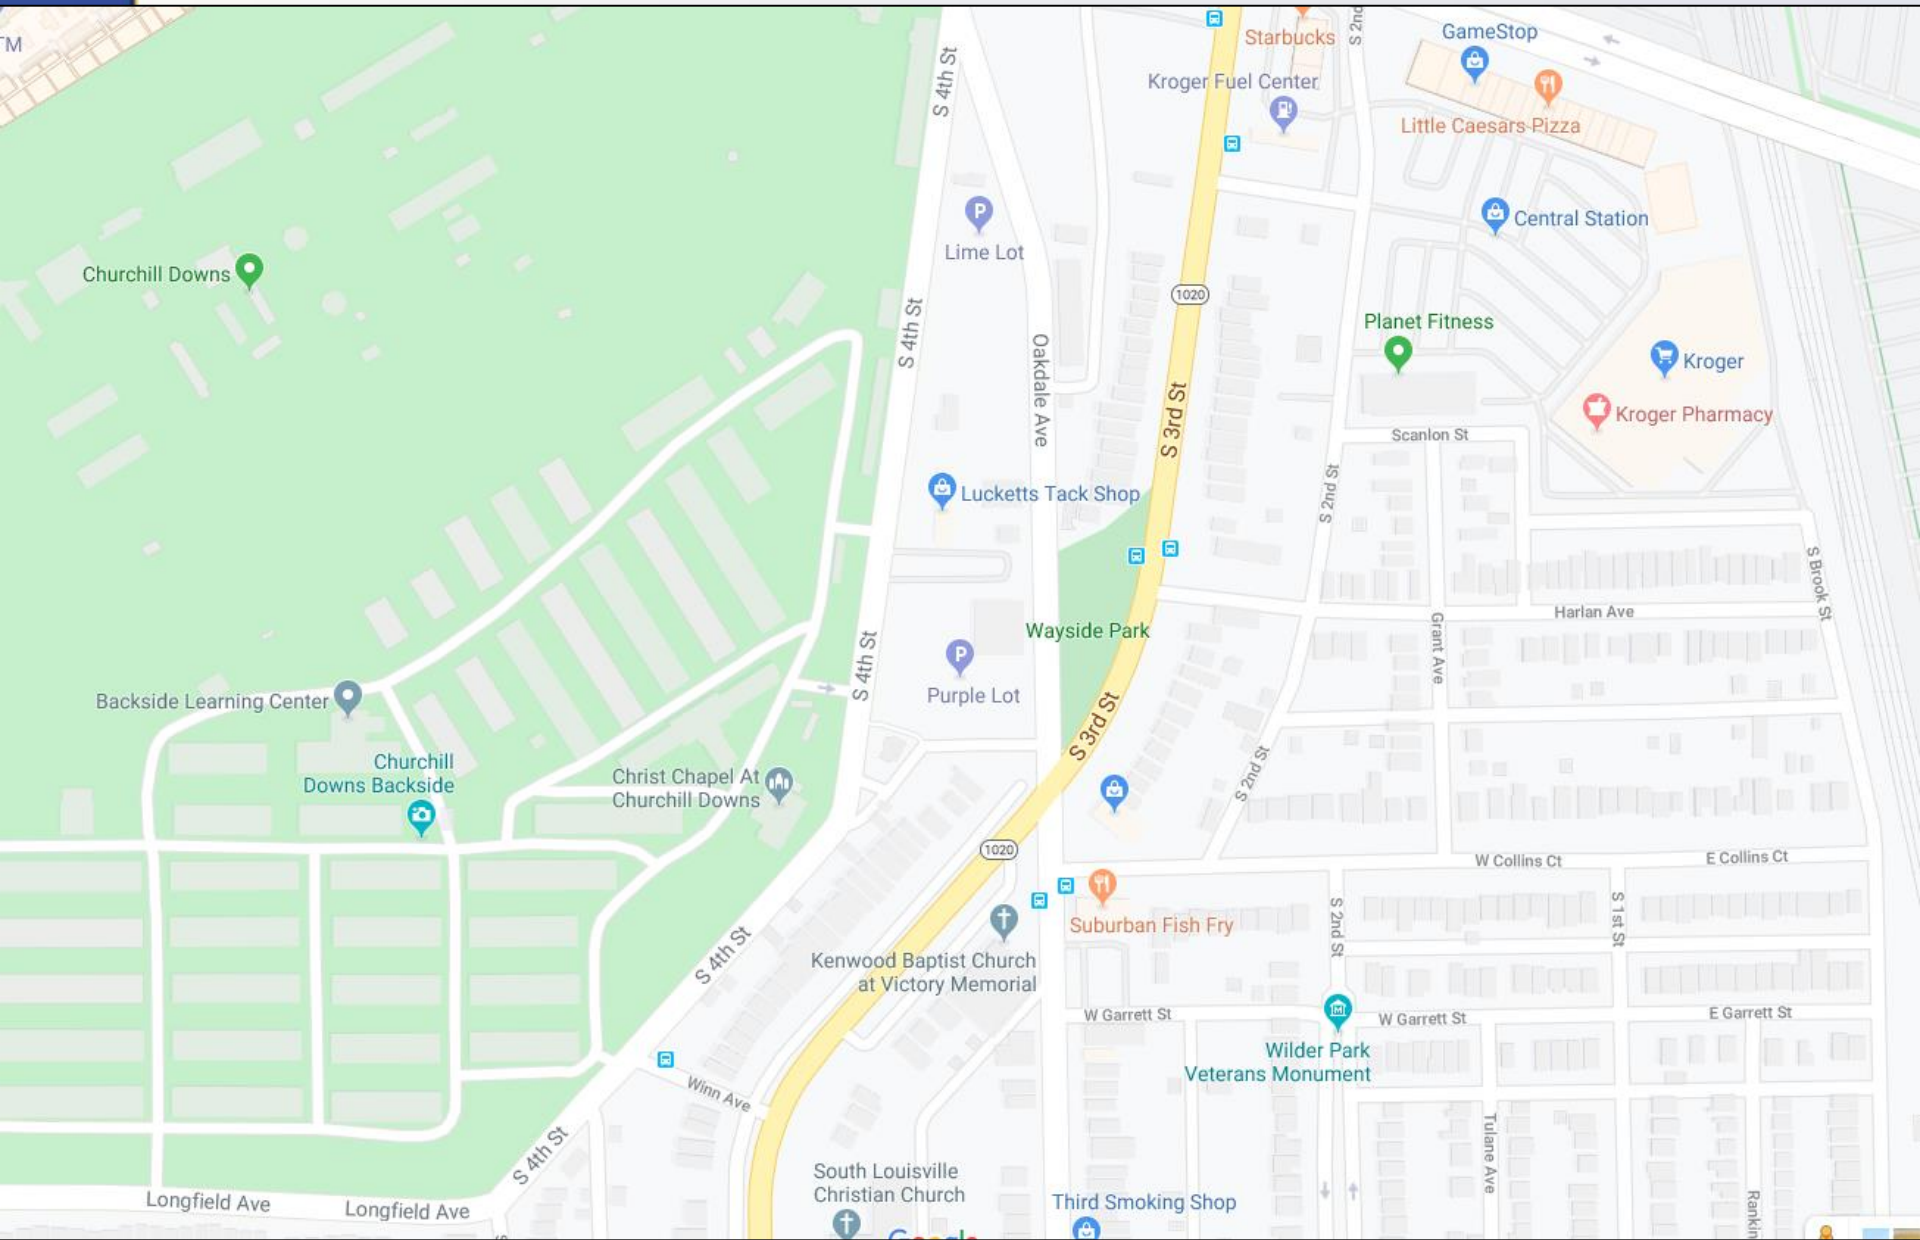 TM
S 4th St
Starbucks
S 2nd
GameStop
Kroger Fuel Center
Little Caesars Pizza
P
Lime Lot
Central Station
Churchill Downs
1020
S 4th St
Oakdale Ave
Planet Fitness
Kroger
S 3rd St
Kroger Pharmacy
Scanlon St
Lucketts Tack Shop
S 2nd St
S Brook St
Harlan Ave
Wayside Park
Grant Ave
S 4th St
P
Purple Lot
Backside Learning Center
S 3rd St
Churchill
Downs Backside
Christ Chapel At
Churchill Downs
S 2nd St
1020
W Collins Ct
E Collins Ct
Suburban Fish Fry
S 2nd St
S 1st St
S 4th St
Kenwood Baptist Church
at Victory Memorial
W Garrett St
M
W Garrett St
E Garrett St
Wilder Park
Veterans Monument
Winn Ave
S 4th St
Tulane Ave
South Louisville
Christian Church
Third Smoking Shop
Longfield Ave
Longfield Ave
Rankin
Google